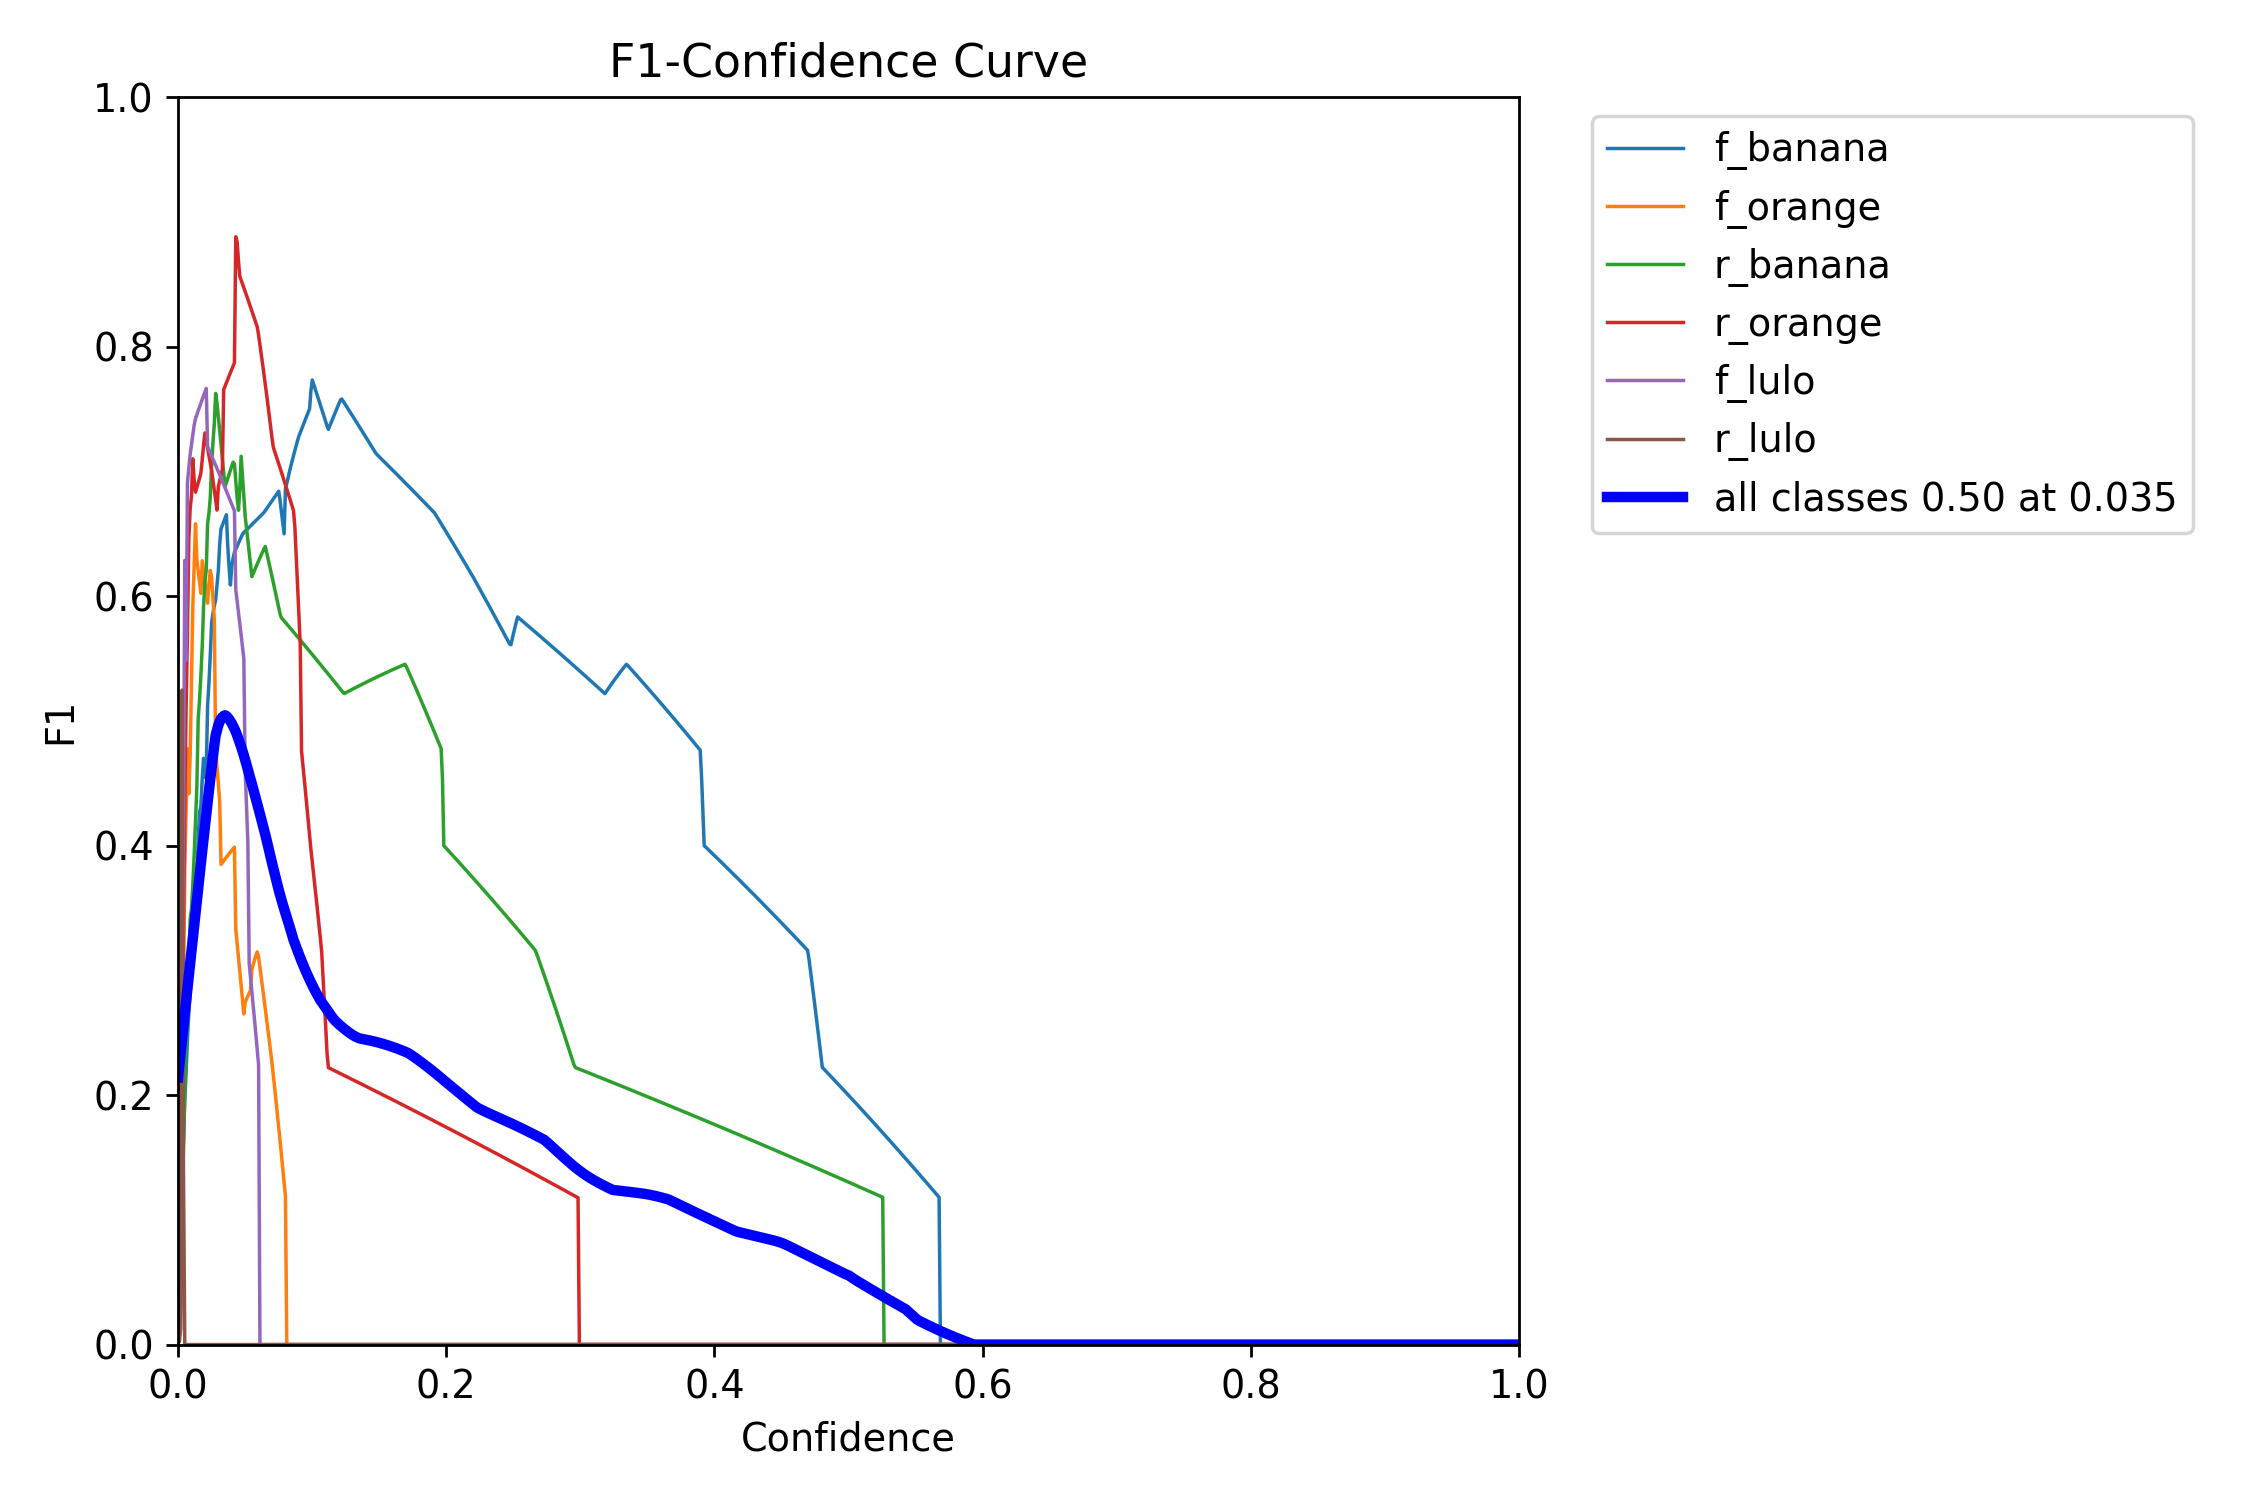 F1-Confidence Curve
1.0
0.8
0.6
0.4
0.2
0.0
F1
0.0 0.2 0.4 0.6 0.8 1.0
Confidence
f_banana
f_orange
r_banana
r_orange
f_lulo
r_lulo
all classes 0.50 at 0.035